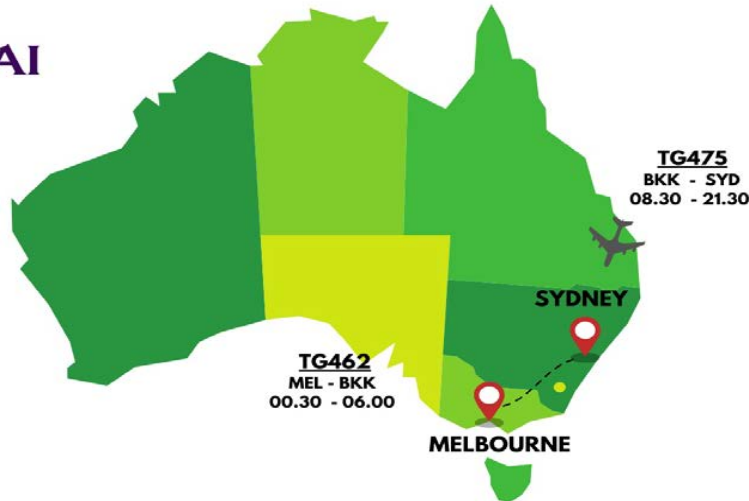 AI
TG475
BKK - SYD
08.30 - 21.30
SYDNEY
TG462
MEL - BKK
00.30 - 06.00
MELBOURNE